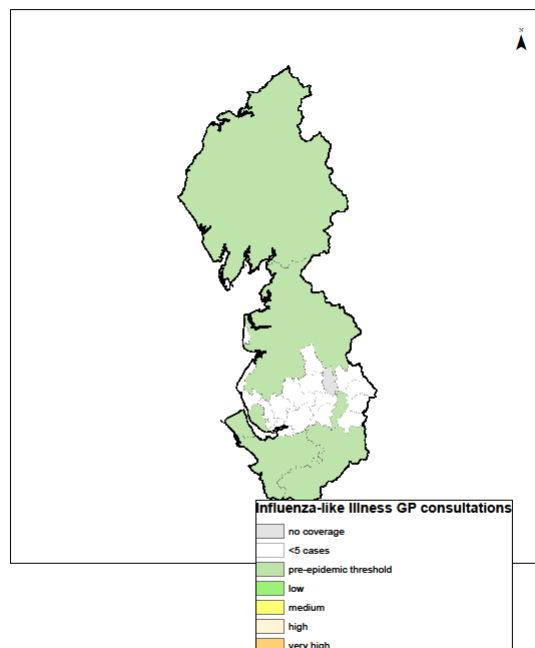 N
Influenza-like Illness GP consultations
no coverage
<5 cases
pre-epidemic threshold
low
medium
high
very high